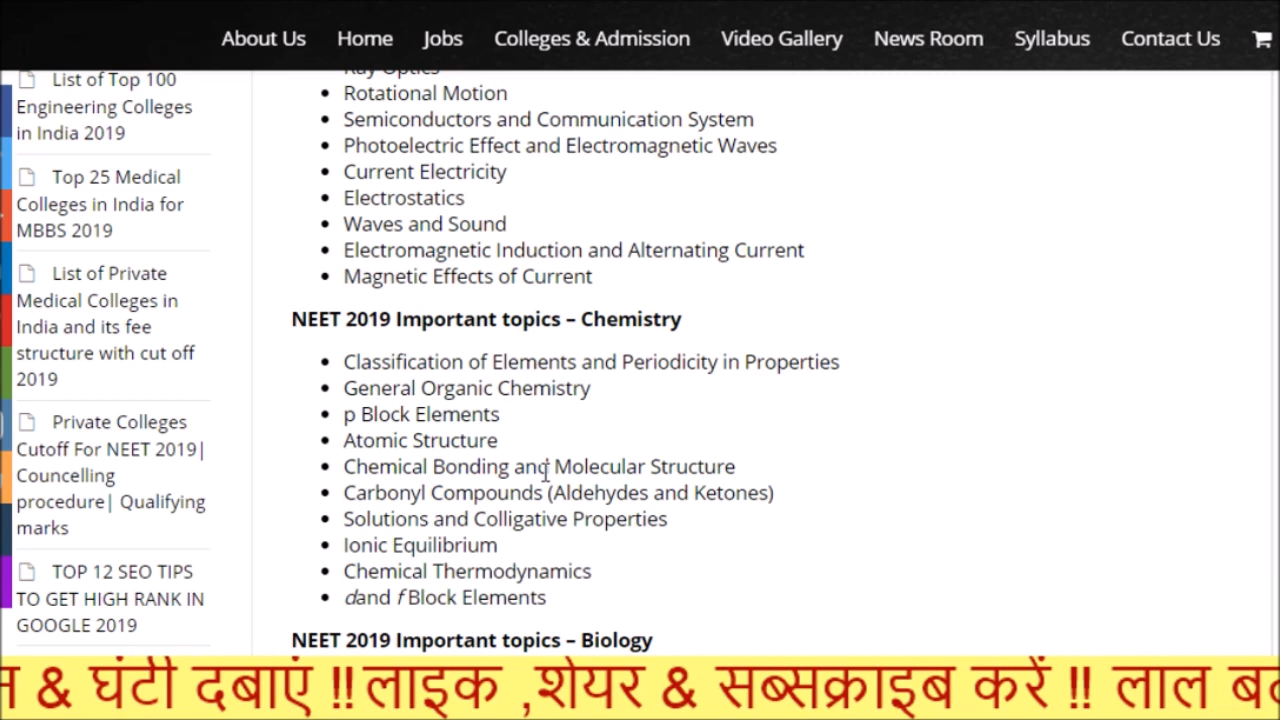 About Us Home Jobs Colleges & Admission Video Gallery News Room Syllabus Contact Us
List of Top 100
Engineering Colleges
in India 2019
Top 25 Medical
Colleges in India for
MBBS 2019
List of Private
Medical Colleges in
India and its fee
structure with cut off
2019
Private Colleges
Cutoff For NEET 2019|
Councelling
procedure| Qualifying
marks
TOP 12 SEO TIPS
TO GET HIGH RANK IN
GOOGLE 2019
Ray Optics
Rotational Motion
Semiconductors and Communication System
Photoelectric Effect and Electromagnetic Waves
Current Electricity
Electrostatics
Waves and Sound
Electromagnetic Induction and Alternating Current
Magnetic Effects of Current
NEET 2019 Important topics – Chemistry
Classification of Elements and Periodicity in Properties
General Organic Chemistry
p Block Elements
Atomic Structure
Chemical Bonding and Molecular Structure
Carbonyl Compounds (Aldehydes and Ketones)
Solutions and Colligative Properties
Ionic Equilibrium
Chemical Thermodynamics
dand f Block Elements
NEET 2019 Important topics – Biology
& घंटी दबाएं !! लाइक ,शेयर & सब्सक्राइब करें !! लाल